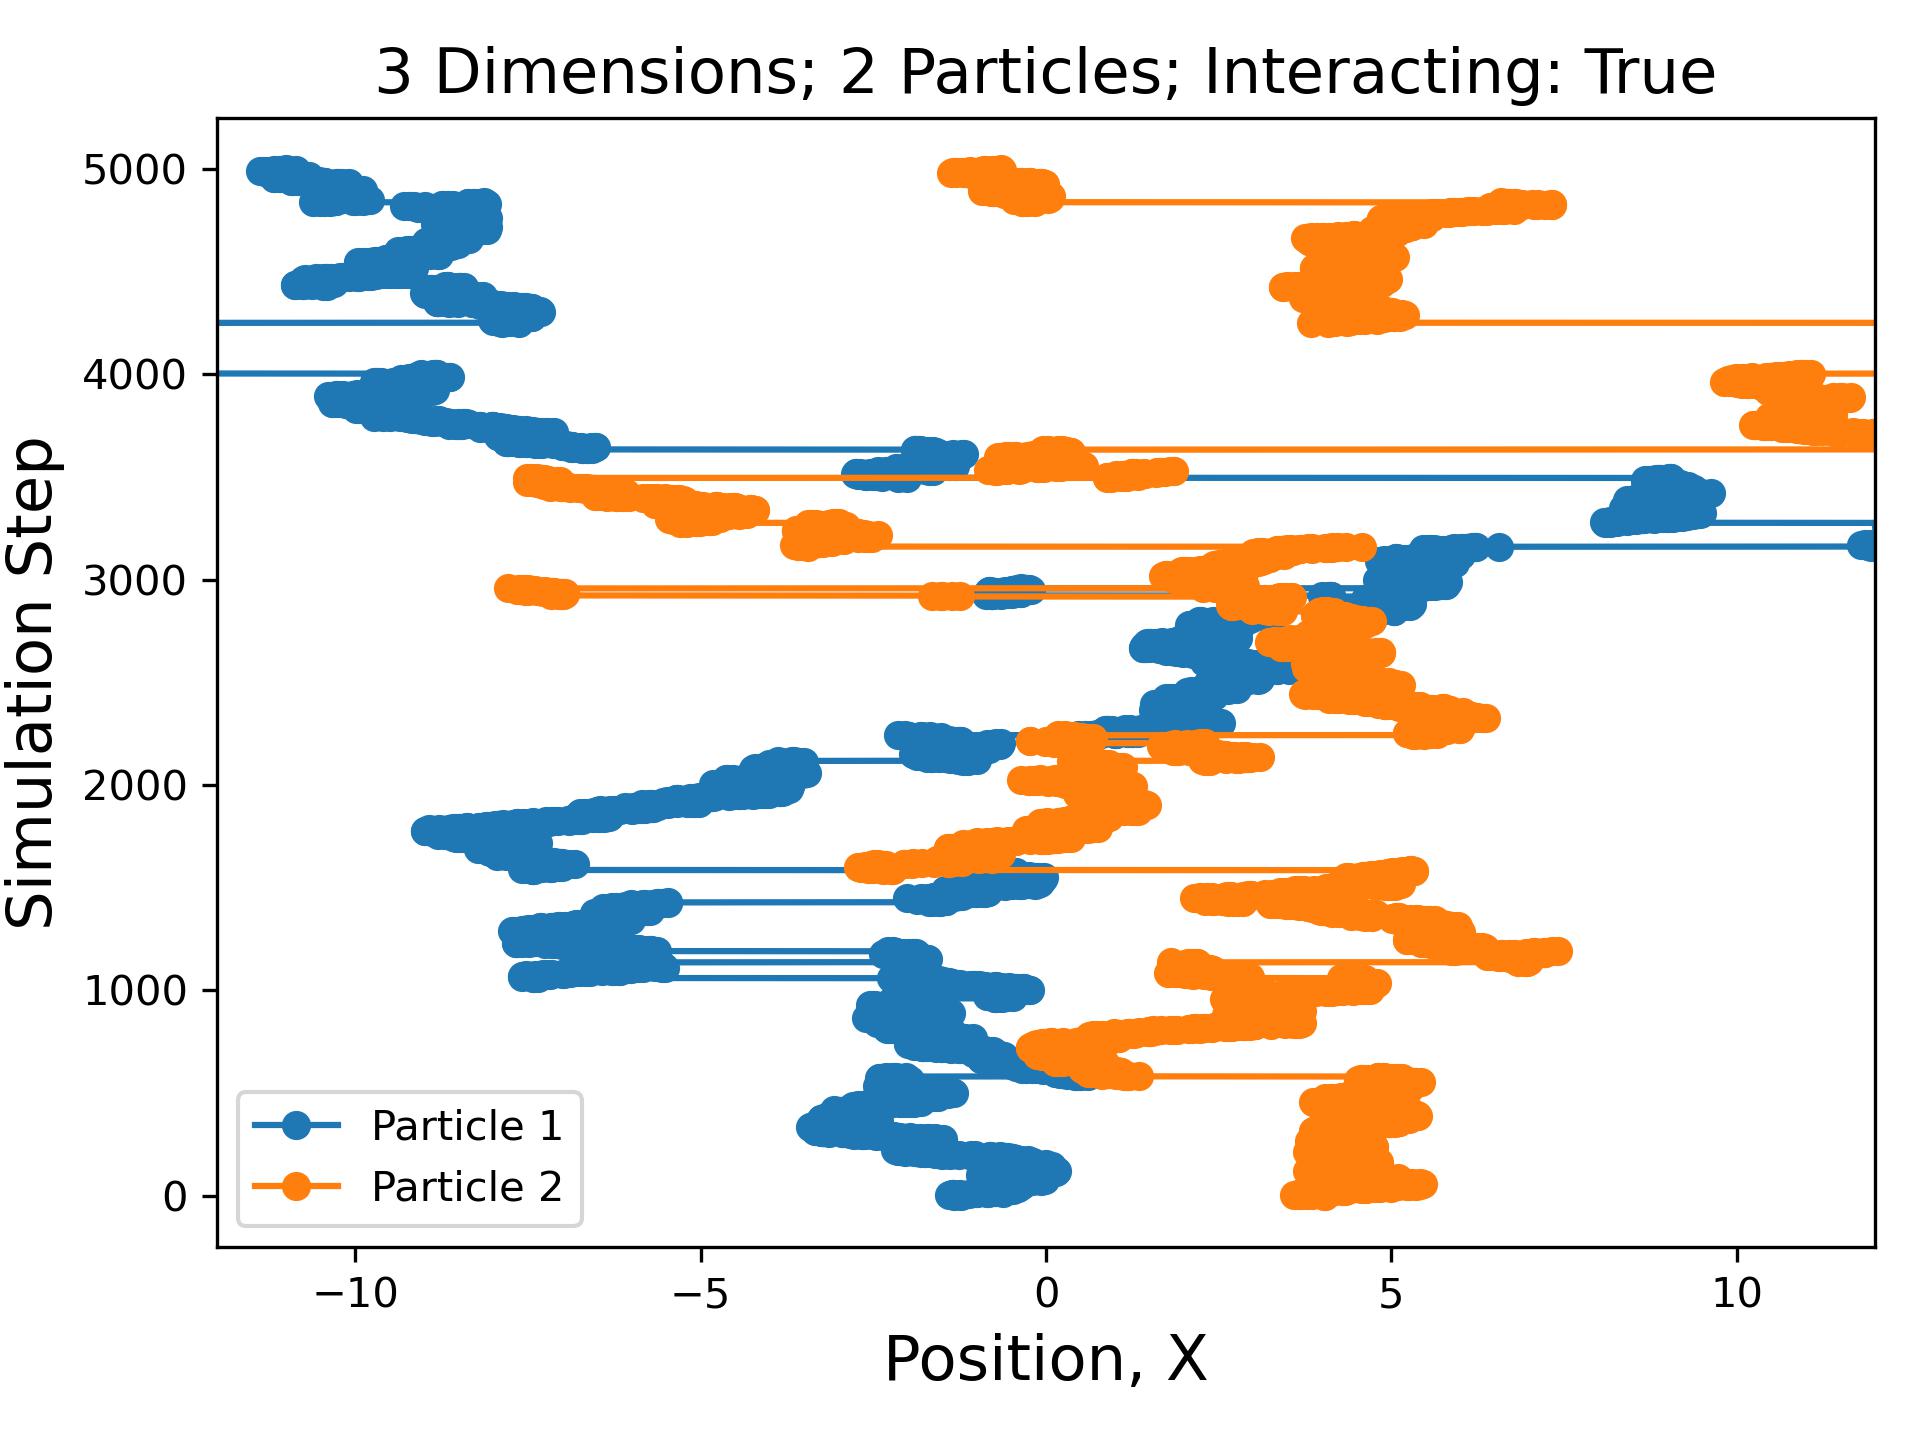 3 Dimensions; 2 Particles; Interacting: True
Simulation Step
5000
4000
3000
2000
1000
0
Particle 1
Particle 2
−10
−5
0
5
10
Position, X